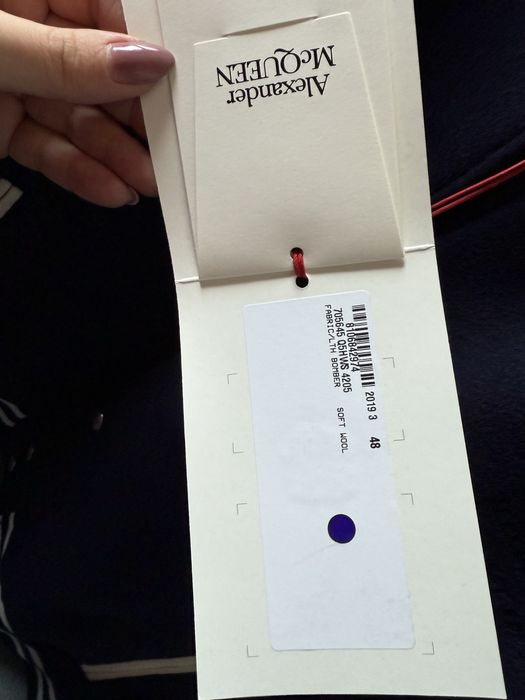 Alexander
McQUEEN
8106842974
2019 3
705645 Q5HWS 4205
48
FABRIC/LTH BOMBER
SOFT WOOL